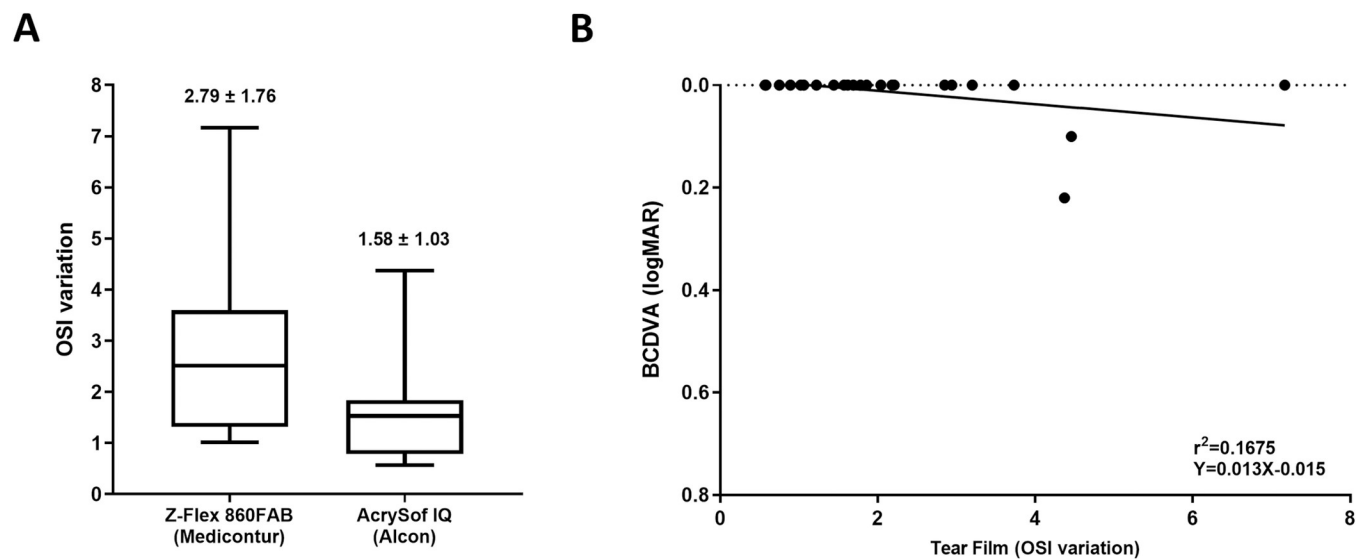 A
8
7
6
5
4
3
2
1
0
OSI variation
2.79 ± 1.76
1.58 ± 1.03
Z-Flex 860FAB
(Medicontur)
AcrySof IQ
(Alcon)
B
0.0
0.2
0.4
0.6
0.8
BCDVA (logMAR)
r²=0.1675
Y=0.013X-0.015
0 2 4 6 8
Tear Film (OSI variation)